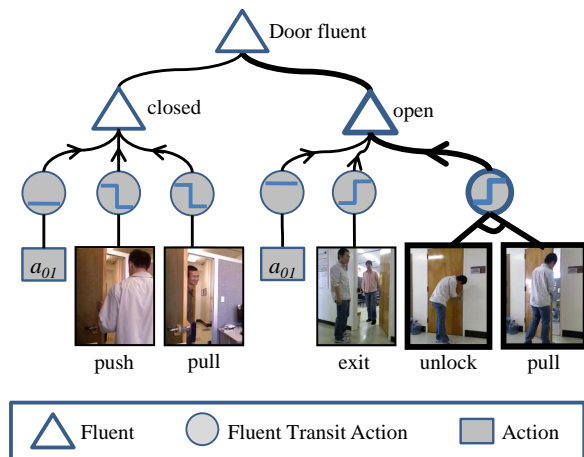 Door fluent
closed
open
a01
a01
push
pull
exit
unlock
pull
Fluent
Fluent Transit Action
Action